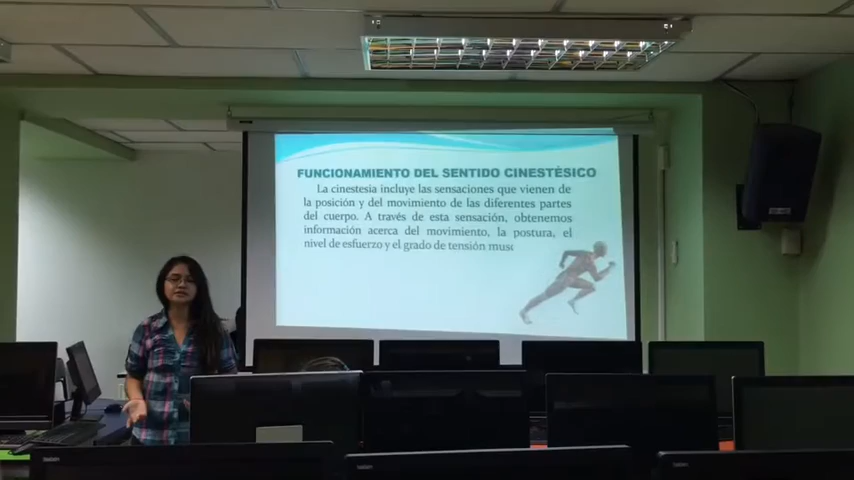 FUNCIONAMIENTO DEL SENTIDO CINESTÉSICO
La cinestesia incluye las sensaciones que vienen de
la posición y del movimiento de las diferentes partes
del cuerpo. A través de esta sensación, obtenemos
información acerca del movimiento, la postura, el
nivel de esfuerzo y el grado de tensión musc